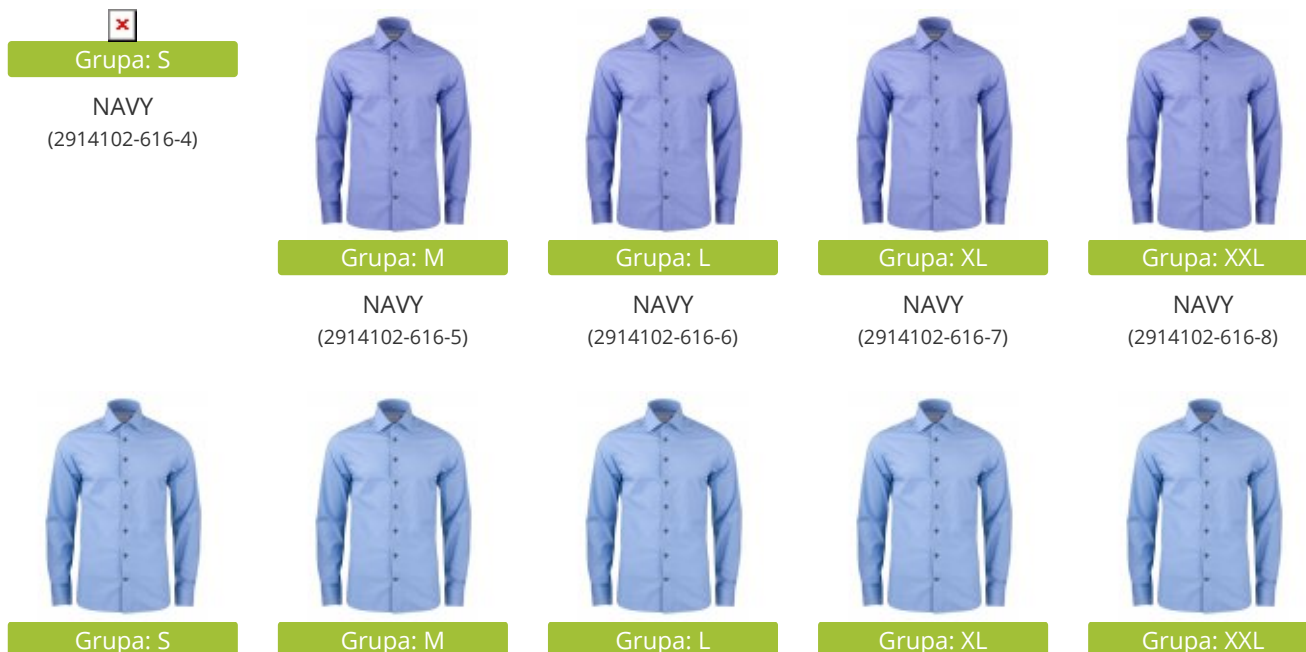 Grupa: S
NAVY
(2914102-616-4)
Grupa: M
NAVY
(2914102-616-5)
Grupa: L
NAVY
(2914102-616-6)
Grupa: XL
NAVY
(2914102-616-7)
Grupa: XXL
NAVY
(2914102-616-8)
Grupa: S
Grupa: M
Grupa: L
Grupa: XL
Grupa: XXL